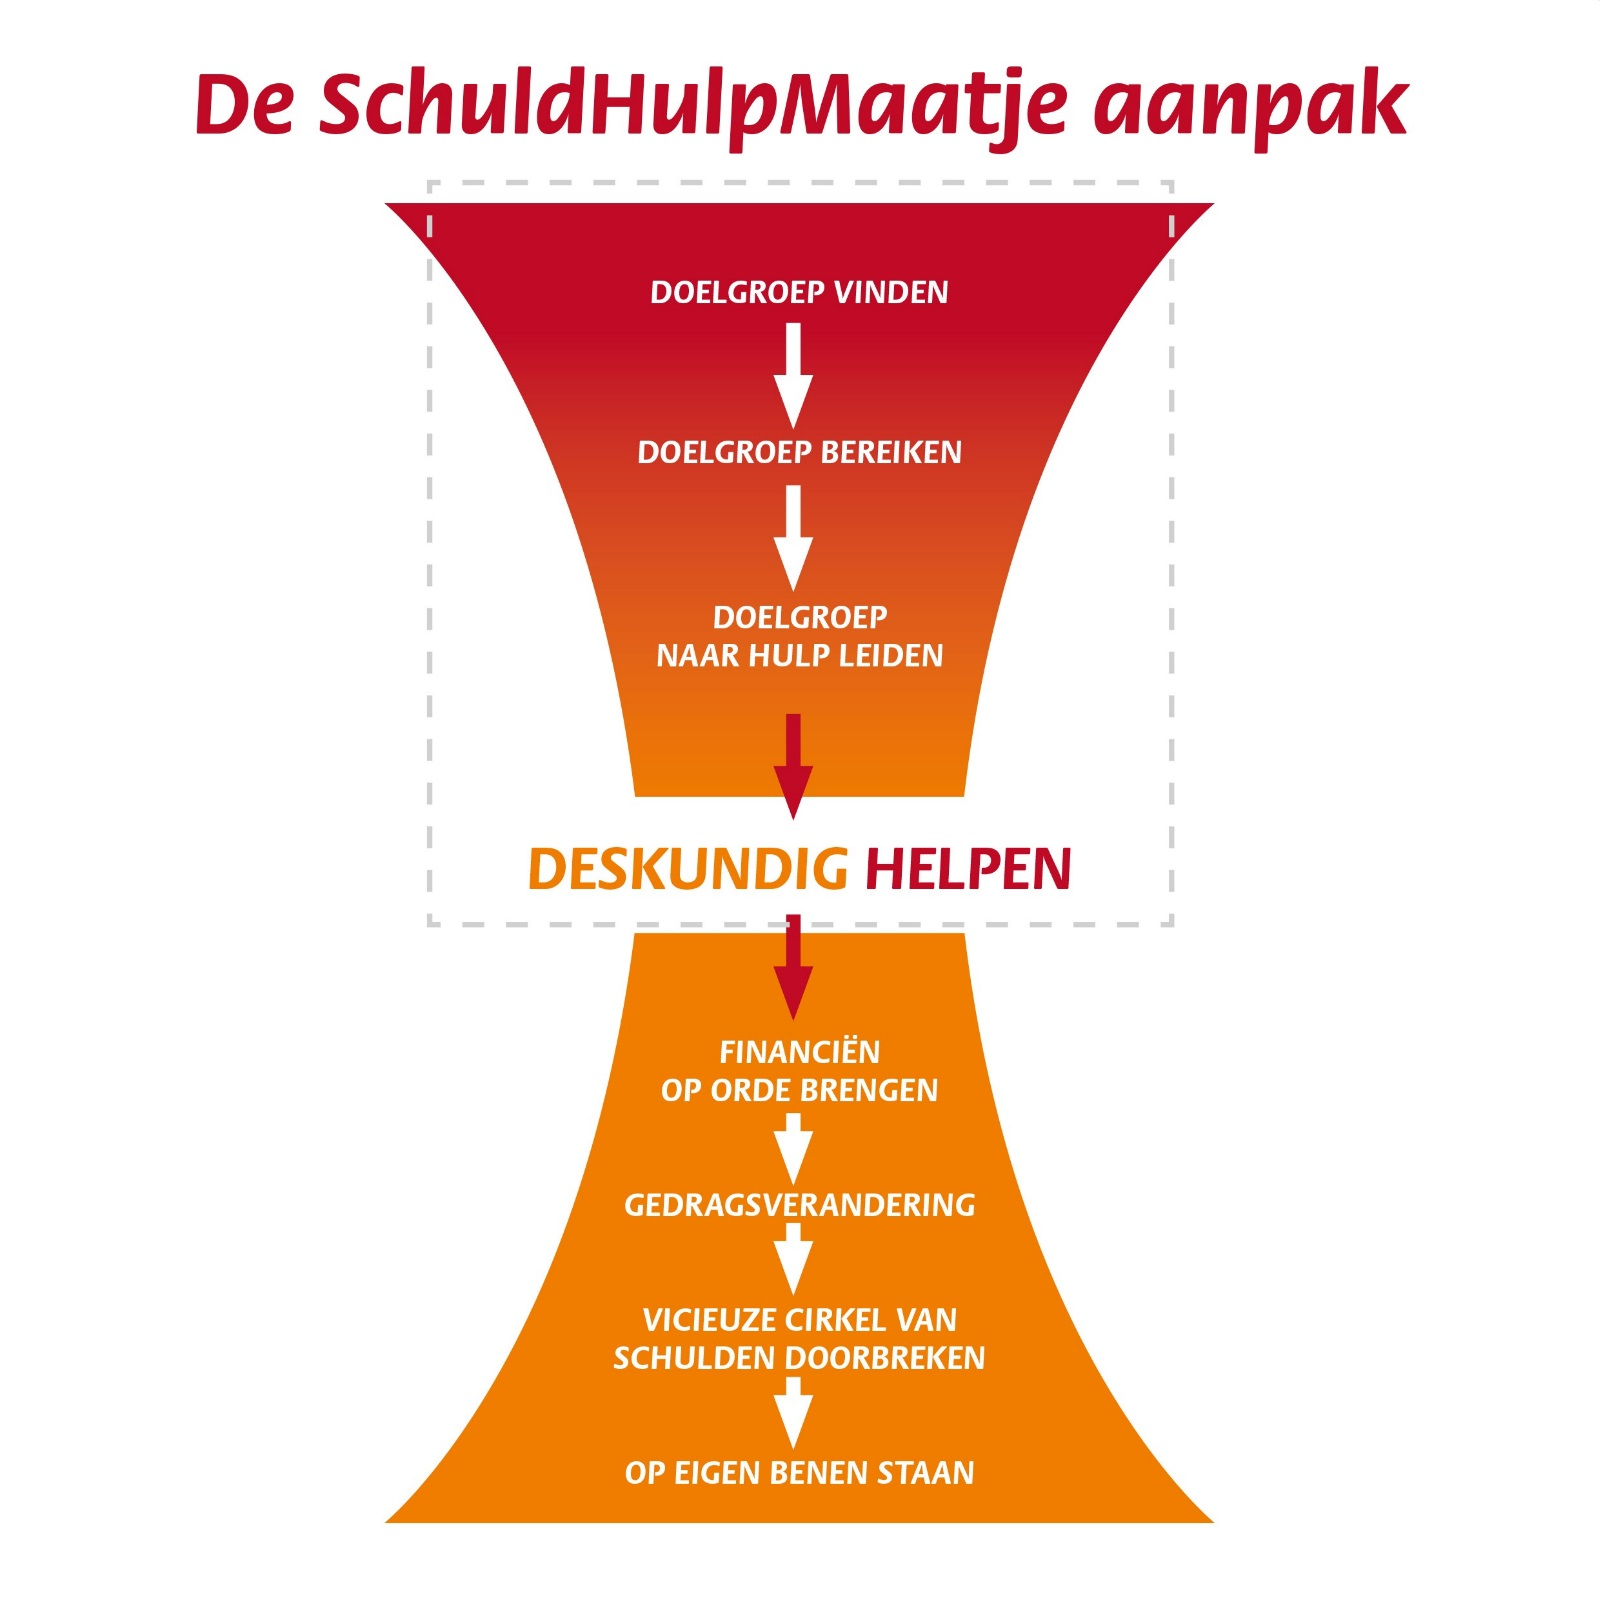 De SchuldHulpMaatje aanpak
DOELGROEP VINDEN
DOELGROEP BEREIKEN
DOELGROEP
NAAR HULP LEIDEN
DESKUNDIG HELPEN
FINANCIËN
OP ORDE BRENGEN
GEDRAGSVERANDERING
VICIEUZE CIRKEL VAN
SCHULDEN DOORBREKEN
OP EIGEN BENEN STAAN